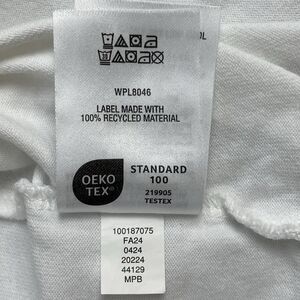 OL
WPL8046
LABEL MADE WITH
100% RECYCLED MATERIAL
OEKO
TEX®
STANDARD
100
219905
TESTEX
100187075
FA24
0424
20224
44129
MPB